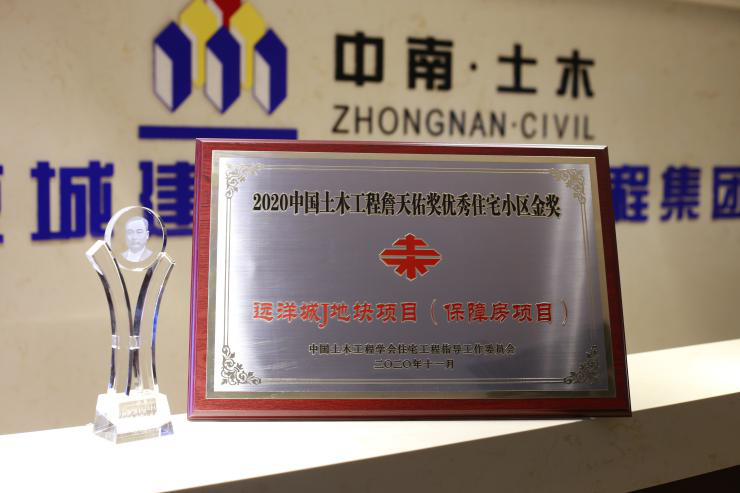 中南·土木
ZHONGNAN·CIVIL
城建
程集团
2020中国土木工程詹天佑奖优秀住宅小区金奖
远洋城J地块项目（保障房项目）
中国土木工程学会住宅工程指导工作委员会
二〇二〇年十一月